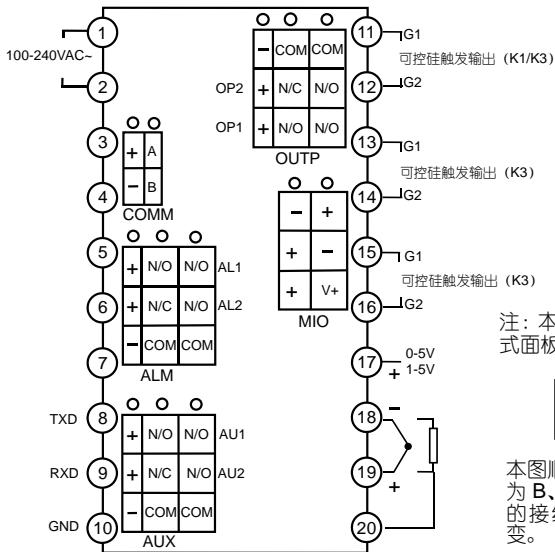 1
100-240VAC~
2
3
+ A
4
- B
COMM
5
+ N/O N/O AL1
6
+ N/C N/O AL2
7
- COM COM
ALM
TXD 8
+ N/O N/O AU1
RXD 9
+ N/C N/O AU2
GND 10
- COM COM
AUX
- COM COM
OP2 + N/C N/O
OP1 + N/O N/O
OUTP
- +
+ -
+ V+
MIO
11 G1
可控硅触发输出 (K1/K3)
12 G2
13 G1
可控硅触发输出 (K3)
14 G2
15 G1
可控硅触发输出 (K3)
16 G2
17 0-5V
+ 1-5V
18 -
19 +
20
注: 本
式面板
本图顺
为 B、
的接线
变。